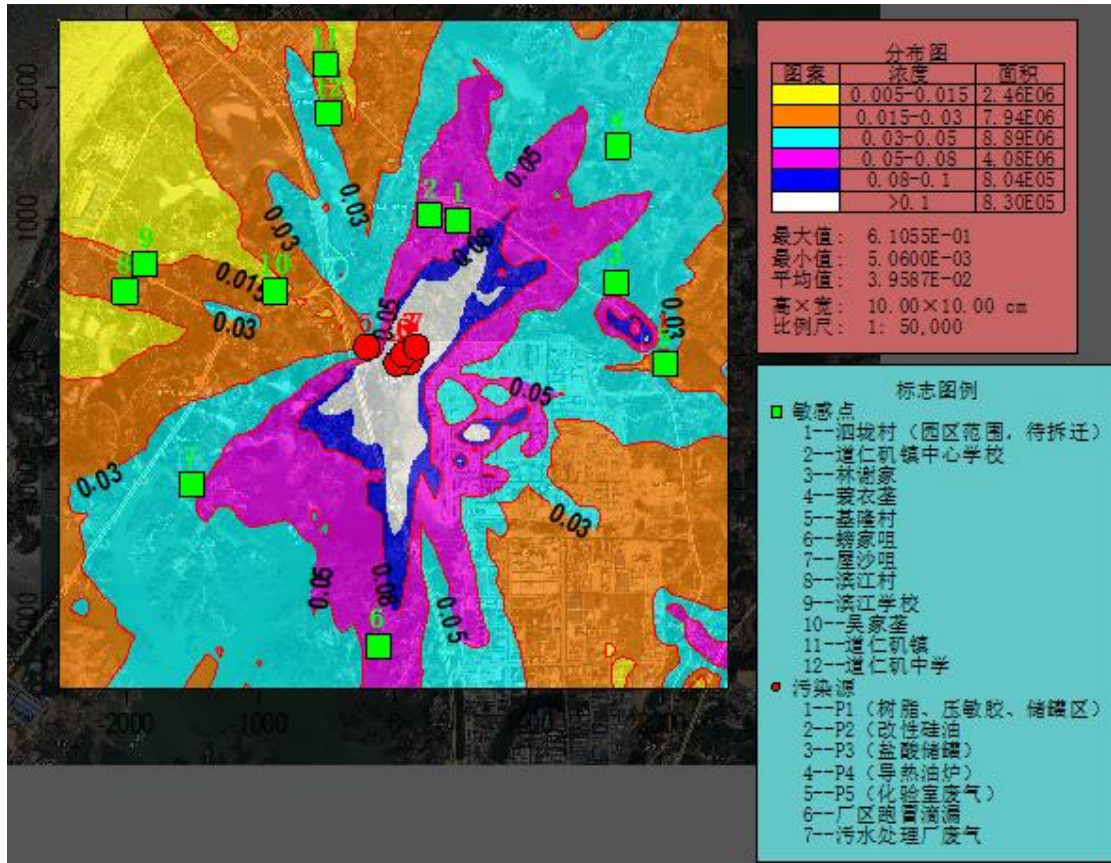 分布图
图案 浓度 面积
0.005-0.015 2.46E06
0.015-0.03 7.94E06
0.03-0.05 8.89E06
0.05-0.08 4.08E06
0.08-0.1 8.04E05
>0.1 8.30E05
最大值: 6.1055E-01
最小值: 5.0600E-03
平均值: 3.9587E-02
高×宽: 10.00×10.00 cm
比例尺: 1: 50,000
标志图例
敏感点
1--泗垅村（园区范围，待拆迁）
2--道仁矶镇中心学校
3--林谢家
4--蓑衣垄
5--基隆村
6--螃家咀
7--屋沙咀
8--滨江村
9--滨江学校
10--吴家垄
11--道仁矶镇
12--道仁矶中学
污染源
1--P1（树脂、压敏胶、储罐区）
2--P2（改性硅油
3--P3（盐酸储罐）
4--P4（导热油炉）
5--P5（化验室废气）
6--厂区跑冒滴漏
7--污水处理厂废气
2000
1000
-2000
-1000
11
12
2
1
9
8
10
6
0.05
0.03
0.03
0.08
0.015
0.03
0.05
0.03
0.05
0.03
0.03
0.05
0.08
0.05